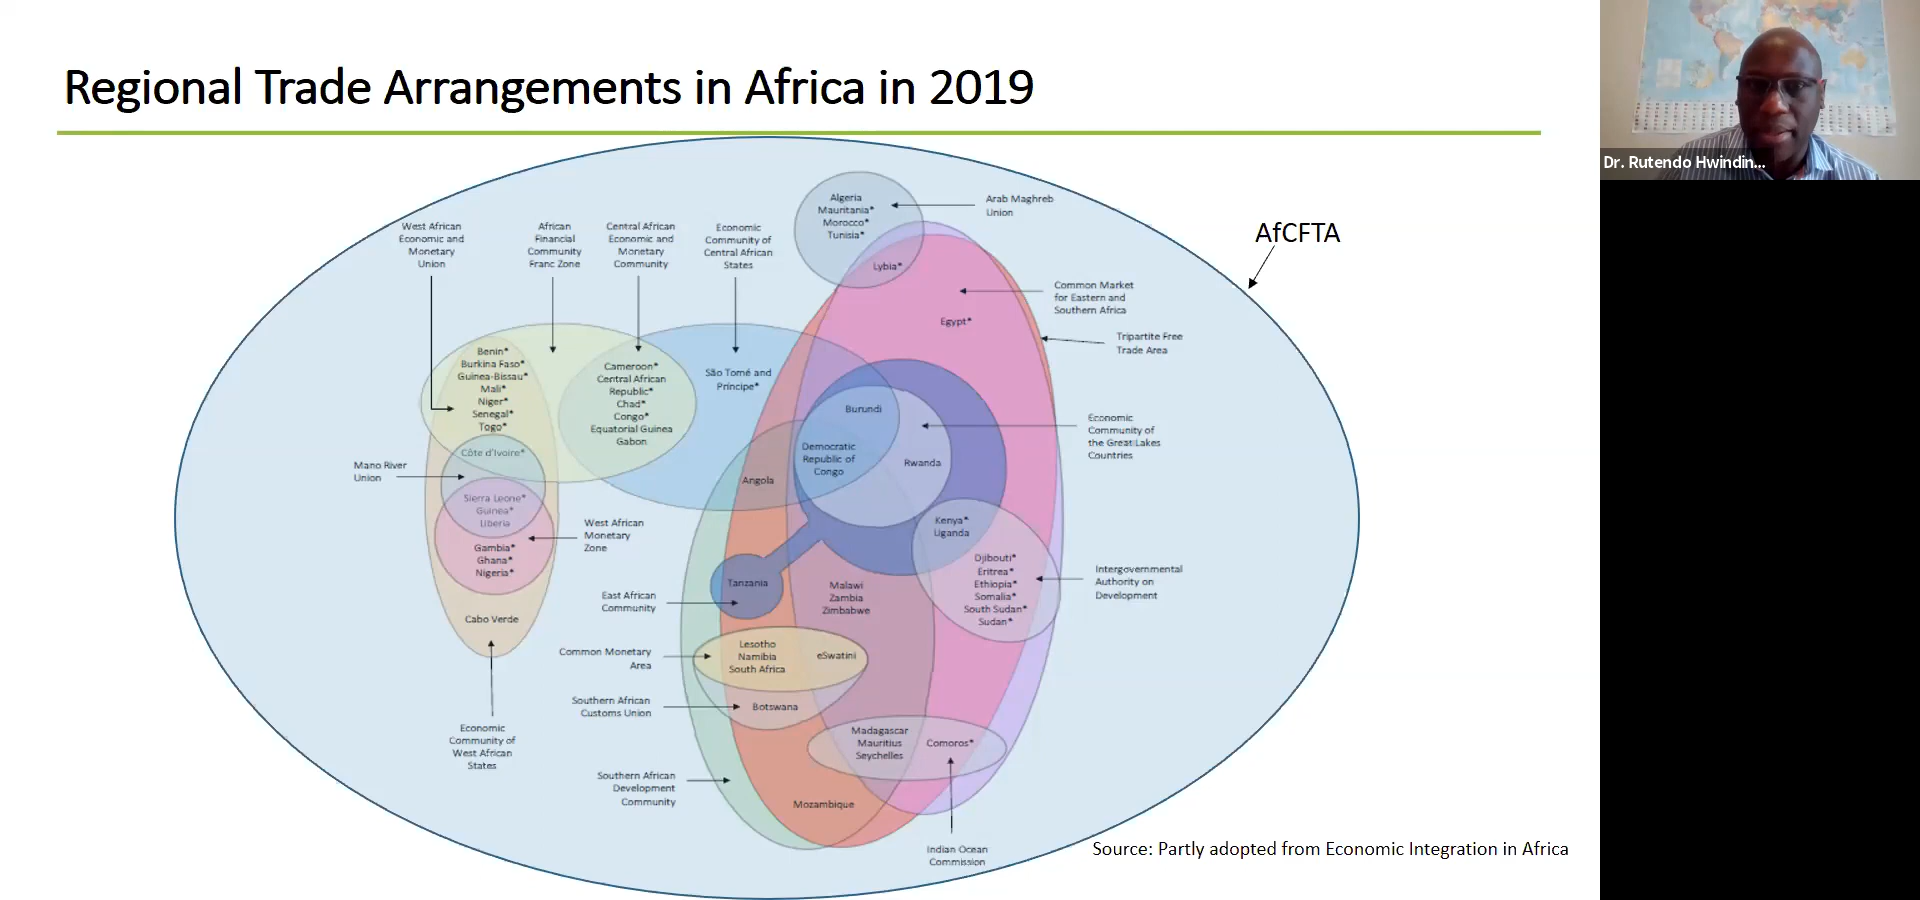 Regional Trade Arrangements in Africa in 2019
Dr. Rutendo Hwindin...
AfCFTA
Algeria
Mauritania*
Morocco*
Tunisia*
Lybia*
Arab Maghreb
Union
West African
Economic and
Monetary
Union
African
Financial
Community
Franc Zone
Central African
Economic and
Monetary
Community
Economic
Community of
Central African
States
Common Market
for Eastern and
Southern Africa
Egypt*
Tripartite Free
Trade Area
Benin*
Burkina Faso*
Guinea-Bissau*
Mali*
Niger*
Senegal*
Togo*
Cameroon*
Central African
Republic*
Chad*
Congo*
Equatorial Guinea
Gabon
São Tomé and
Príncipe*
Burundi
Democratic
Republic of
Congo
Rwanda
Economic
Community of
the Great Lakes
Countries
Côte d'Ivoire*
Mano River
Union
Sierra Leone*
Guinea*
Liberia
Angola
West African
Monetary
Zone
Gambia*
Ghana*
Nigeria*
Kenya*
Uganda
Djibouti*
Eritrea*
Ethiopia*
Somalia*
South Sudan*
Sudan*
Intergovernmental
Authority on
Development
Tanzania
East African
Community
Malawi
Zambia
Zimbabwe
Cabo Verde
Common Monetary
Area
Lesotho
Namibia
South Africa
eSwatini
Southern African
Customs Union
Botswana
Economic
Community of
West African
States
Madagascar
Mauritius
Seychelles
Comoros*
Southern African
Development
Community
Mozambique
Indian Ocean
Commission
Source: Partly adopted from Economic Integration in Africa